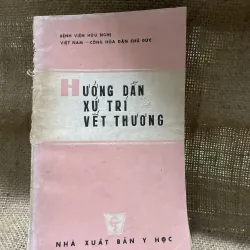 BỆNH VIỆN HỮU NGHỊ
VIỆT NAM - CỘNG HÒA DÂN CHỦ ĐỨC
HƯỚNG DẪN
XỬ TRÍ
VẾT THƯƠNG
NHÀ XUẤT BẢN Y HỌC